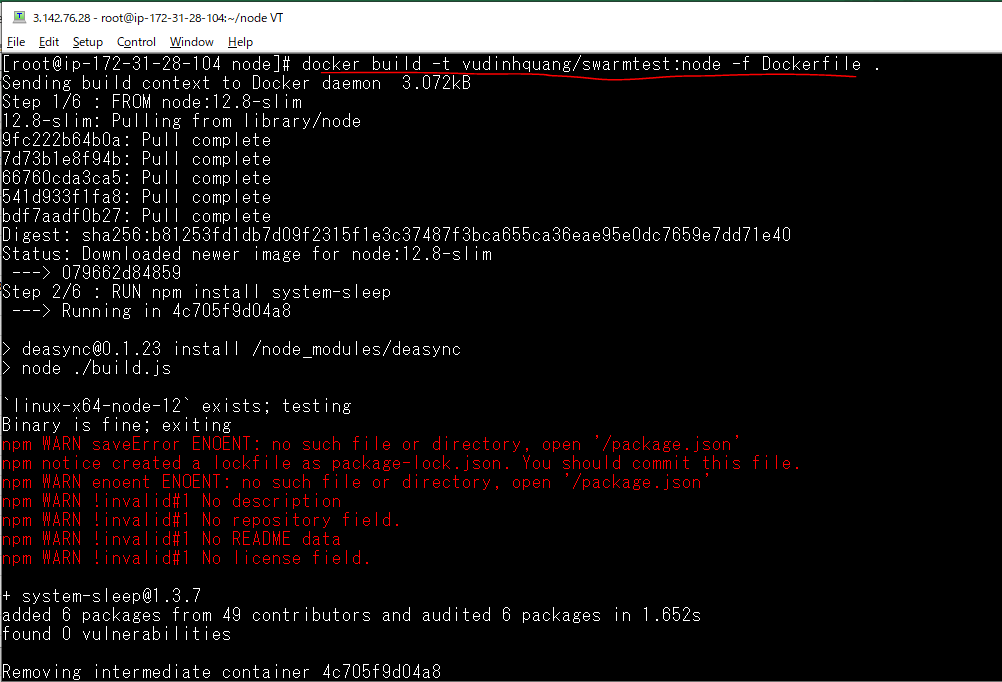 3.142.76.28 - root@ip-172-31-28-104:~/node VT
File Edit Setup Control Window Help
[root@ip-172-31-28-104 node]# docker build -t vudinhquang/swarmtest:node -f Dockerfile .
Sending build context to Docker daemon  3.072kB
Step 1/6 : FROM node:12.8-slim
12.8-slim: Pulling from library/node
9fc222b64b0a: Pull complete
7d73b1e8f94b: Pull complete
66760cda3ca5: Pull complete
541d933f1fa8: Pull complete
bdf7aadf0b27: Pull complete
Digest: sha256:b81253fd1db7d09f2315f1e3c37487f3bca655ca36eae95e0dc7659e7dd71e40
Status: Downloaded newer image for node:12.8-slim
 ---> 079662d84859
Step 2/6 : RUN npm install system-sleep
 ---> Running in 4c705f9d04a8
> deasync@0.1.23 install /node_modules/deasync
> node ./build.js
`linux-x64-node-12` exists; testing
Binary is fine; exiting
npm WARN saveError ENOENT: no such file or directory, open '/package.json'
npm notice created a lockfile as package-lock.json. You should commit this file.
npm WARN enoent ENOENT: no such file or directory, open '/package.json'
npm WARN !invalid#1 No description
npm WARN !invalid#1 No repository field.
npm WARN !invalid#1 No README data
npm WARN !invalid#1 No license field.
+ system-sleep@1.3.7
added 6 packages from 49 contributors and audited 6 packages in 1.652s
found 0 vulnerabilities
Removing intermediate container 4c705f9d04a8